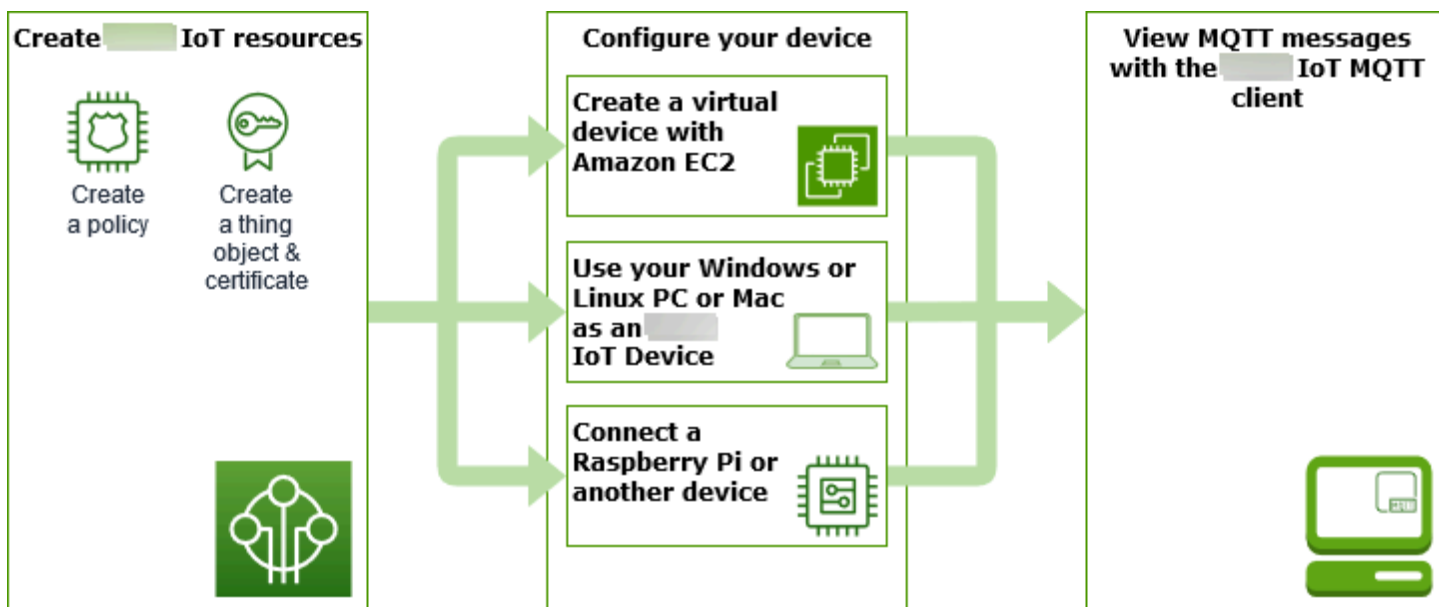 Create IoT resources
Create
a policy
Create
a thing
object &
certificate
Configure your device
Create a virtual
device with
Amazon EC2
Use your Windows or
Linux PC or Mac
as an
IoT Device
Connect a
Raspberry Pi or
another device
View MQTT messages
with the IoT MQTT
client
MQTT